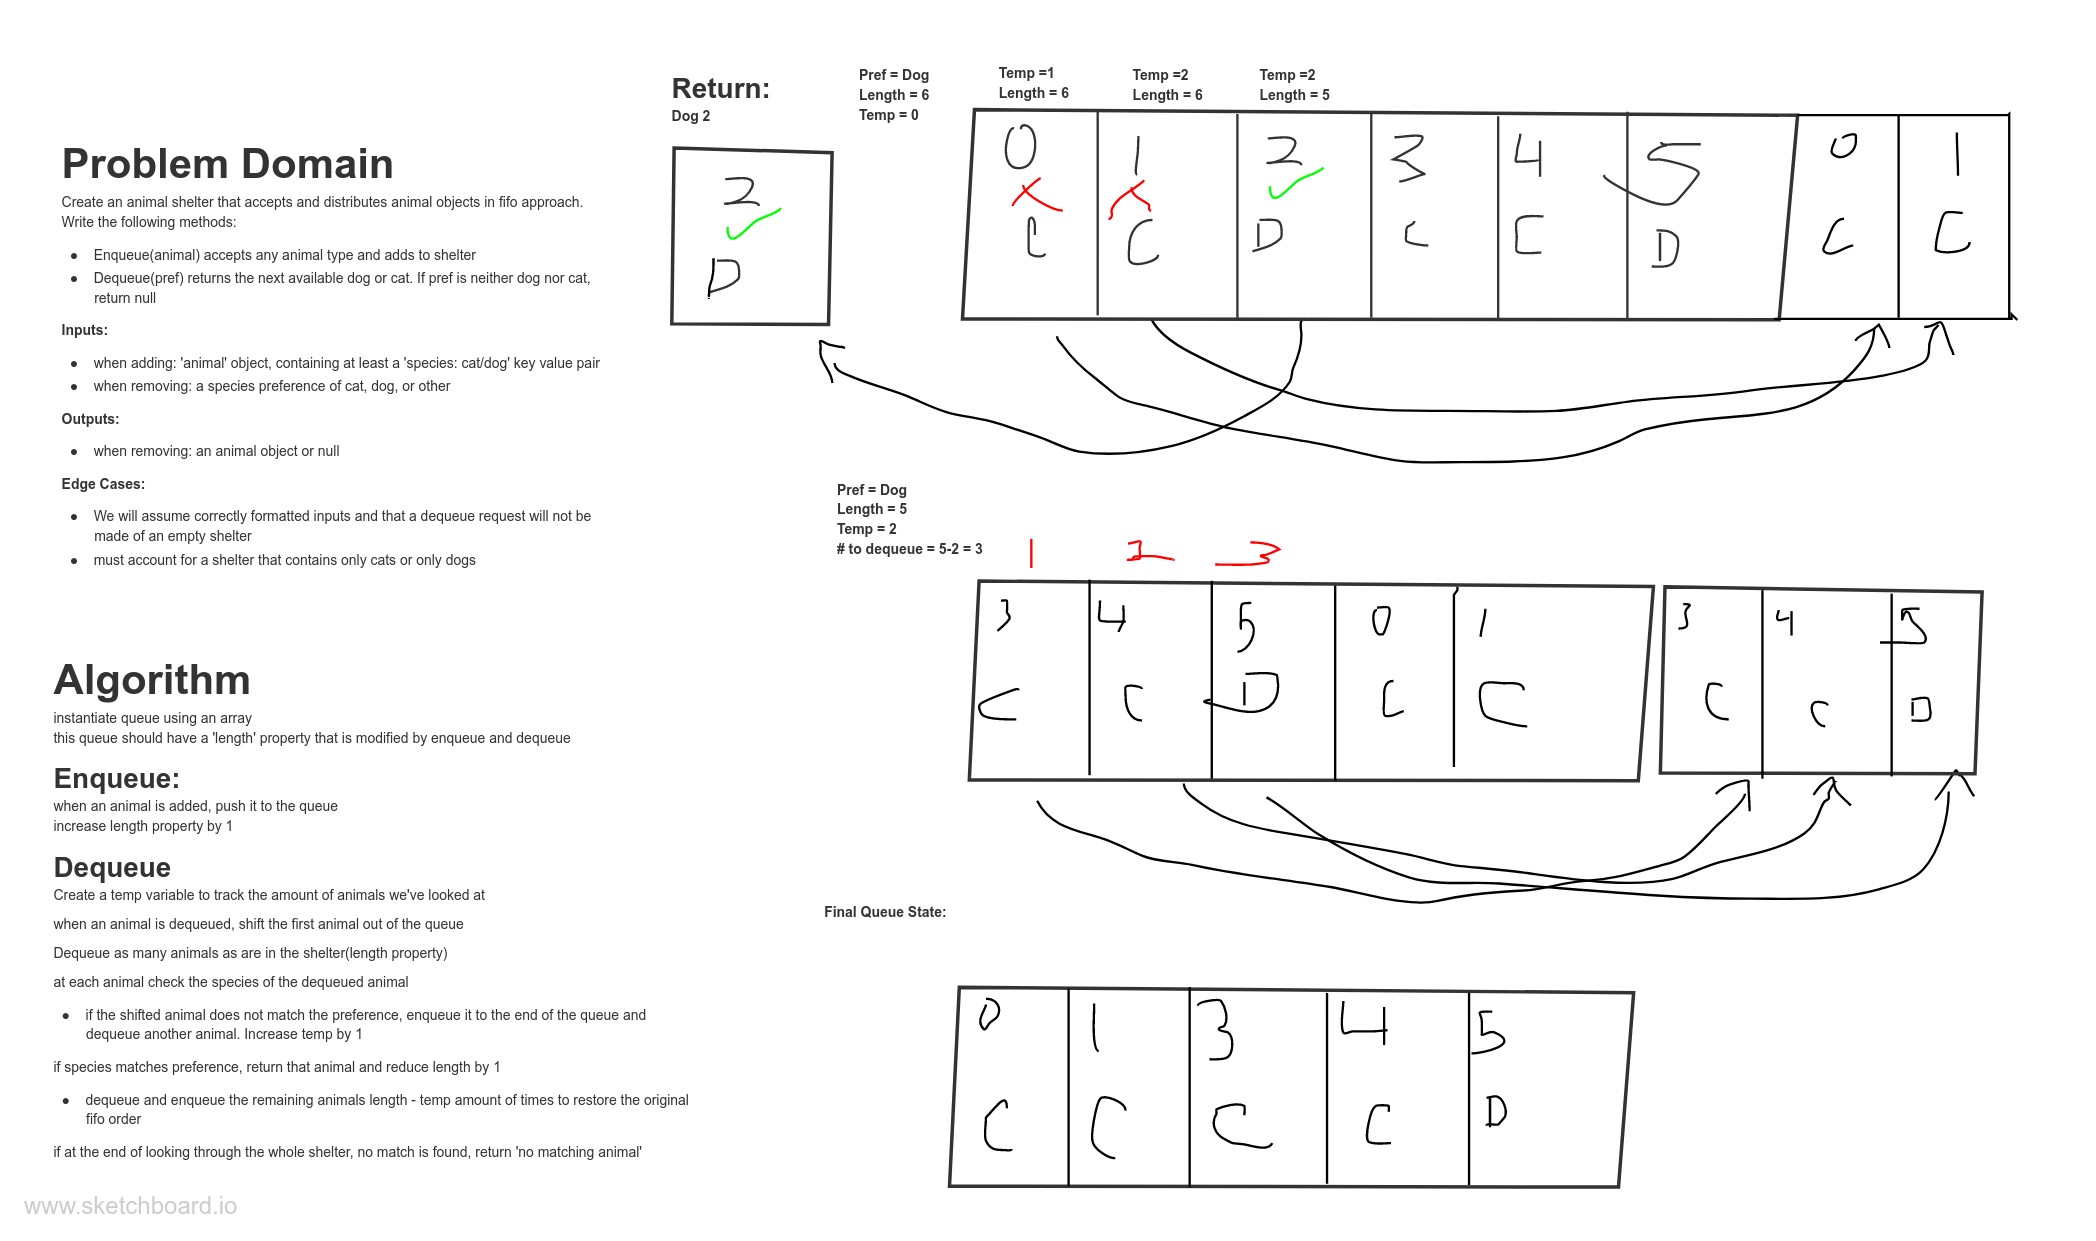 Problem Domain
Create an animal shelter that accepts and distributes animal objects in fifo approach.
Write the following methods:
● Enqueue(animal) accepts any animal type and adds to shelter
● Dequeue(pref) returns the next available dog or cat. If pref is neither dog nor cat,
return null
Inputs:
● when adding: 'animal' object, containing at least a 'species: cat/dog' key value pair
● when removing: a species preference of cat, dog, or other
Outputs:
● when removing: an animal object or null
Edge Cases:
● We will assume correctly formatted inputs and that a dequeue request will not be
made of an empty shelter
● must account for a shelter that contains only cats or only dogs
Algorithm
instantiate queue using an array
this queue should have a 'length' property that is modified by enqueue and dequeue
Enqueue:
when an animal is added, push it to the queue
increase length property by 1
Dequeue
Create a temp variable to track the amount of animals we've looked at
when an animal is dequeued, shift the first animal out of the queue
Dequeue as many animals as are in the shelter(length property)
at each animal check the species of the dequeued animal
● if the shifted animal does not match the preference, enqueue it to the end of the queue and
dequeue another animal. Increase temp by 1
if species matches preference, return that animal and reduce length by 1
● dequeue and enqueue the remaining animals length - temp amount of times to restore the original
fifo order
if at the end of looking through the whole shelter, no match is found, return 'no matching animal'
Return:
Dog 2
2
D
Pref = Dog
Length = 6
Temp = 0
Temp =1
Length = 6
Temp =2
Length = 6
Temp =2
Length = 5
0 1 2 3 4 5 0 1
C C D C C D C C
Pref = Dog
Length = 5
Temp = 2
# to dequeue = 5-2 = 3
1 2 3
3 4 5 0 1 3 4 5
C C D C C C C D
Final Queue State:
0 1 3 4 5
C C C C D
www.sketchboard.io